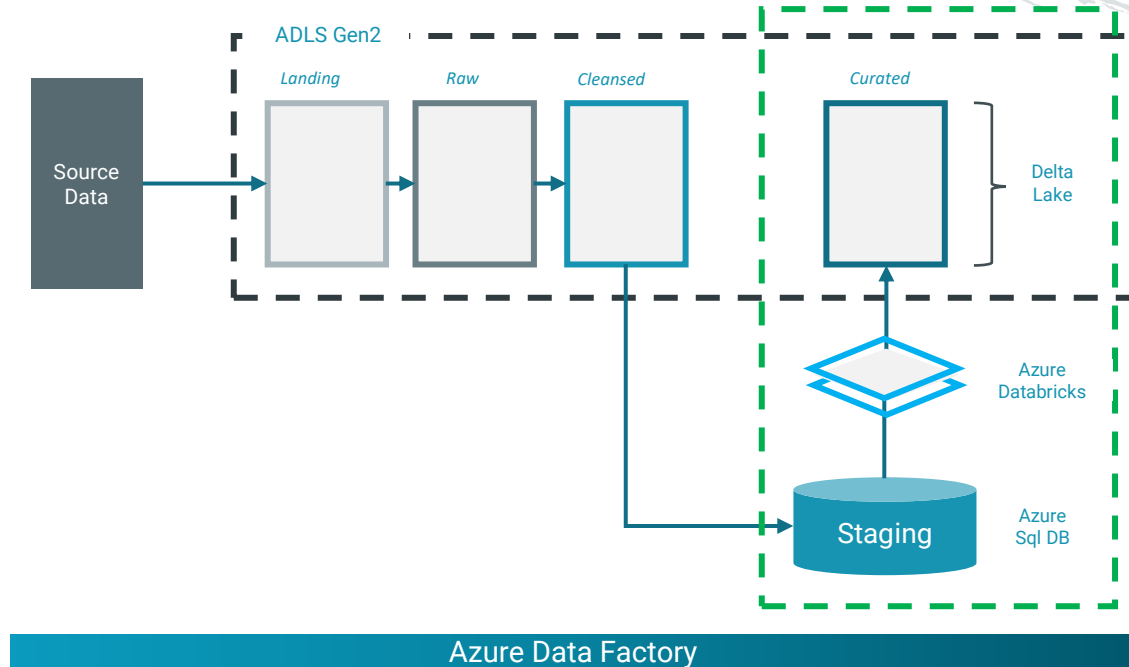 ADLS Gen2
Landing
Raw
Cleansed
Curated
Source
Data
Delta
Lake
Azure
Databricks
Staging
Azure
Sql DB
Azure Data Factory